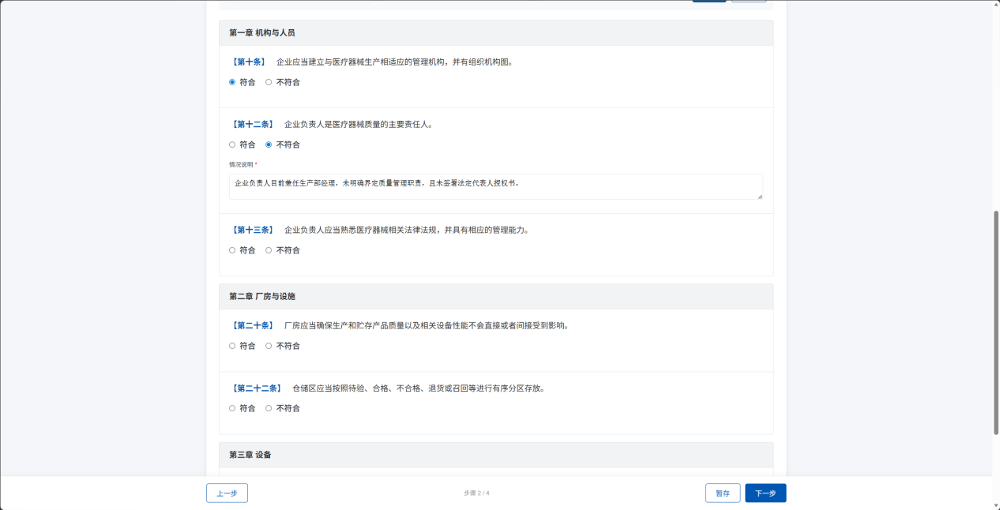 第一章 机构与人员
【第十条】 企业应当建立与医疗器械生产相适应的管理机构，并有组织机构图。
符合 不符合
【第十二条】 企业负责人是医疗器械质量的主要责任人。
符合 不符合
情况说明 *
企业负责人目前兼任生产部经理，未明确界定质量管理职责，且未签署法定代表人授权书。
【第十三条】 企业负责人应当熟悉医疗器械相关法律法规，并具有相应的管理能力。
符合 不符合
第二章 厂房与设施
【第二十条】 厂房应当确保生产和贮存产品质量以及相关设备性能不会直接或者间接受到影响。
符合 不符合
【第二十二条】 仓储区应当按照待验、合格、不合格、退货或召回等进行有序分区存放。
符合 不符合
第三章 设备
上一步 步骤 2 / 4 暂存 下一步